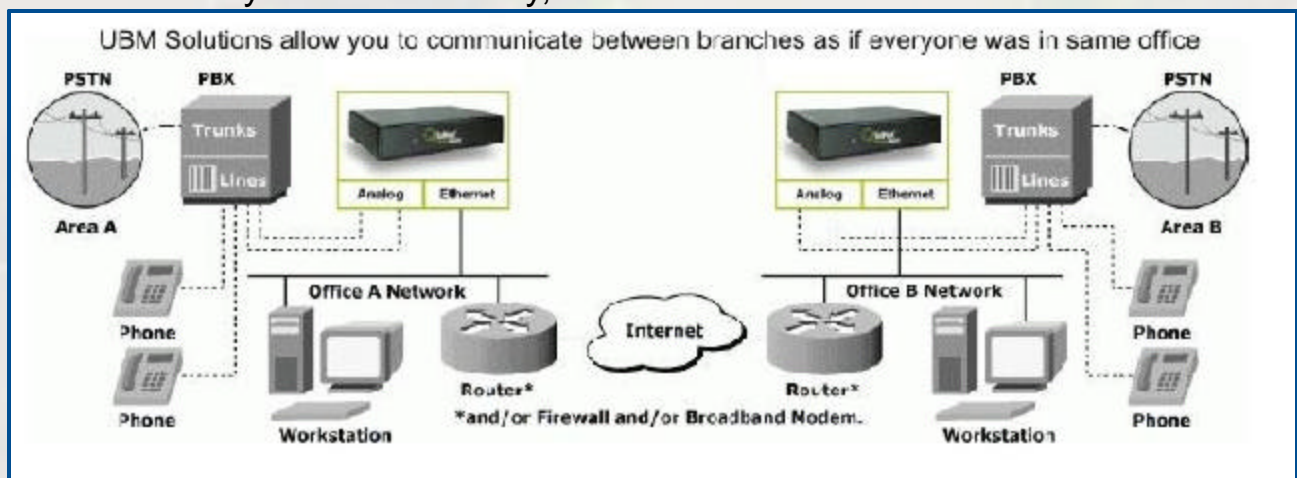 UBM Solutions allow you to communicate between branches as if everyone was in same office
PSTN PBX PBX PSTN
Trunks Trunks
Lines Lines
Analog Ethernet Analog Ethernet
Area A Area B
Office A Network Office B Network
Phone Internet Phone
Router* Router*
Phone *and/or Firewall and/or Broadband Nodem. Phone
Workstation Workstation